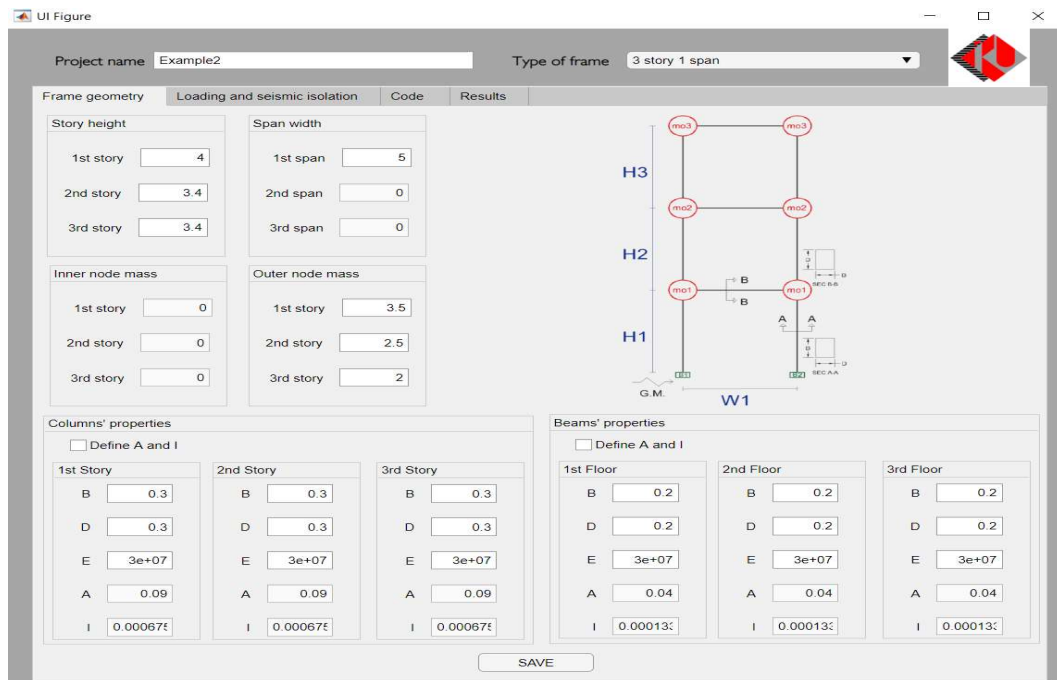 UI Figure
Project name Example2 Type of frame 3 story 1 span
KU
Frame geometry Loading and seismic isolation Code Results
Story height
1st story 4
2nd story 3.4
3rd story 3.4
Span width
1st span 5
2nd span 0
3rd span 0
Inner node mass
1st story 0
2nd story 0
3rd story 0
Outer node mass
1st story 3.5
2nd story 2.5
3rd story 2
mo3 mo3
H3
mo2 mo2
H2
D
B
SEC B-B
B
mo1 mo1
B
A A
H1
B
D
SEC A-A
G.M.
W1
Columns' properties
Define A and I
1st Story
B 0.3
D 0.3
E 3e+07
A 0.09
I 0.000675
2nd Story
B 0.3
D 0.3
E 3e+07
A 0.09
I 0.000675
3rd Story
B 0.3
D 0.3
E 3e+07
A 0.09
I 0.000675
Beams' properties
Define A and I
1st Floor
B 0.2
D 0.2
E 3e+07
A 0.04
I 0.000133
2nd Floor
B 0.2
D 0.2
E 3e+07
A 0.04
I 0.000133
3rd Floor
B 0.2
D 0.2
E 3e+07
A 0.04
I 0.000133
SAVE